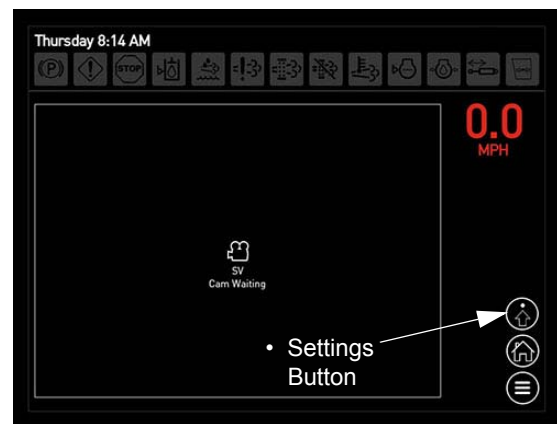 Thursday 8:14 AM
STOP
0.0
MPH
SV
Cam Waiting
• Settings
Button